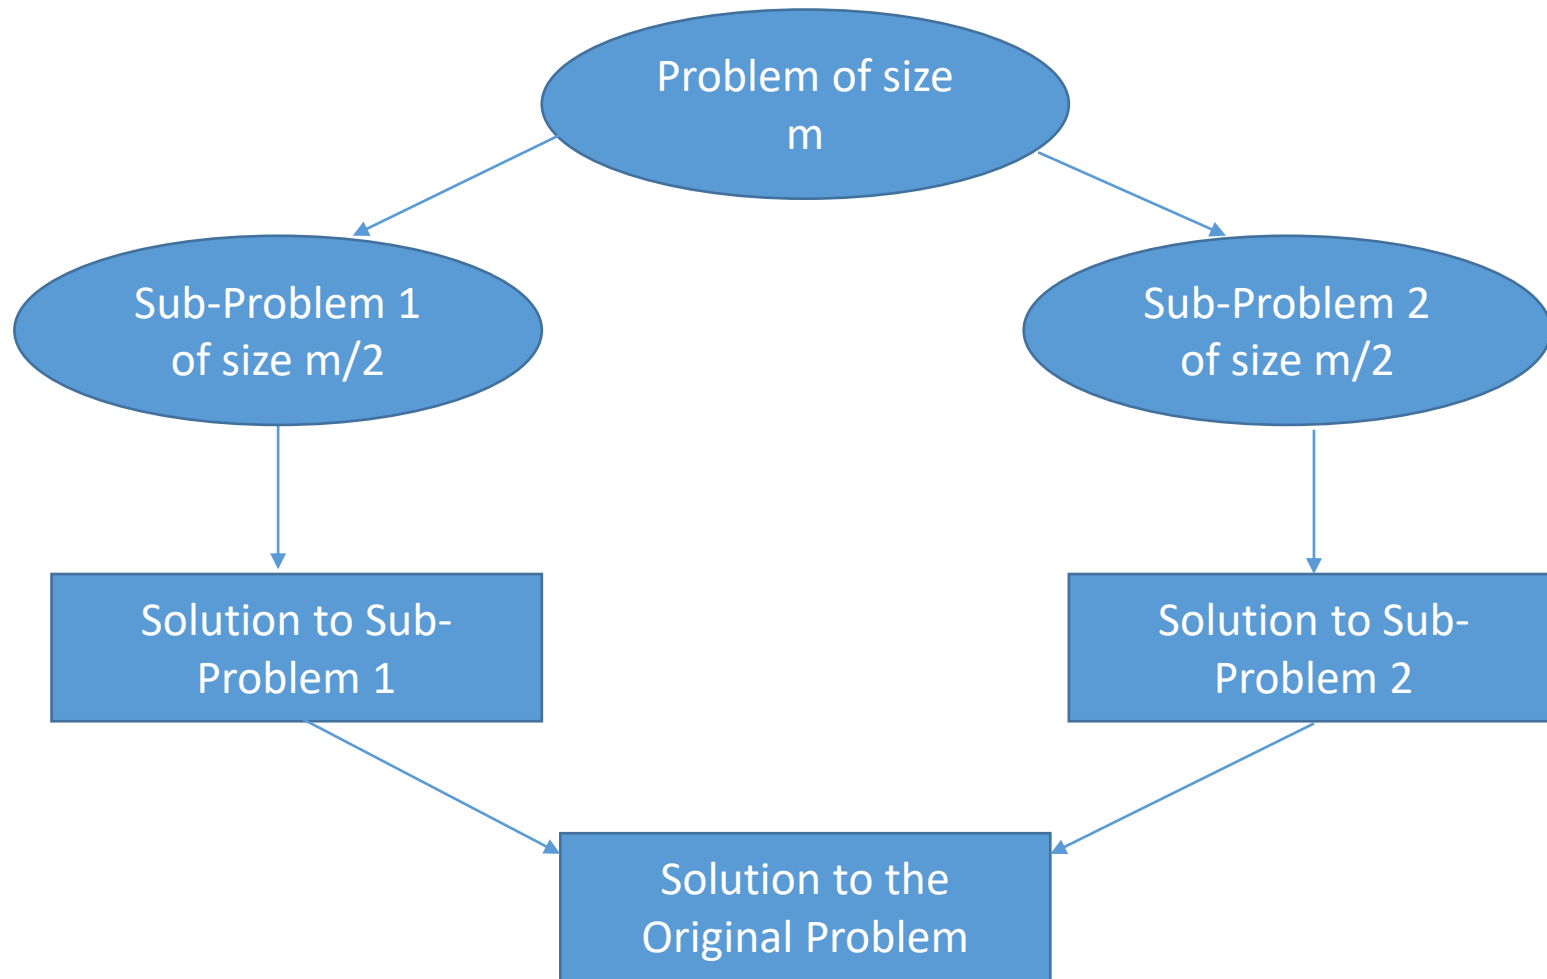 Problem of size
m
Sub-Problem 1
of size m/2
Sub-Problem 2
of size m/2
Solution to Sub-
Problem 1
Solution to Sub-
Problem 2
Solution to the
Original Problem